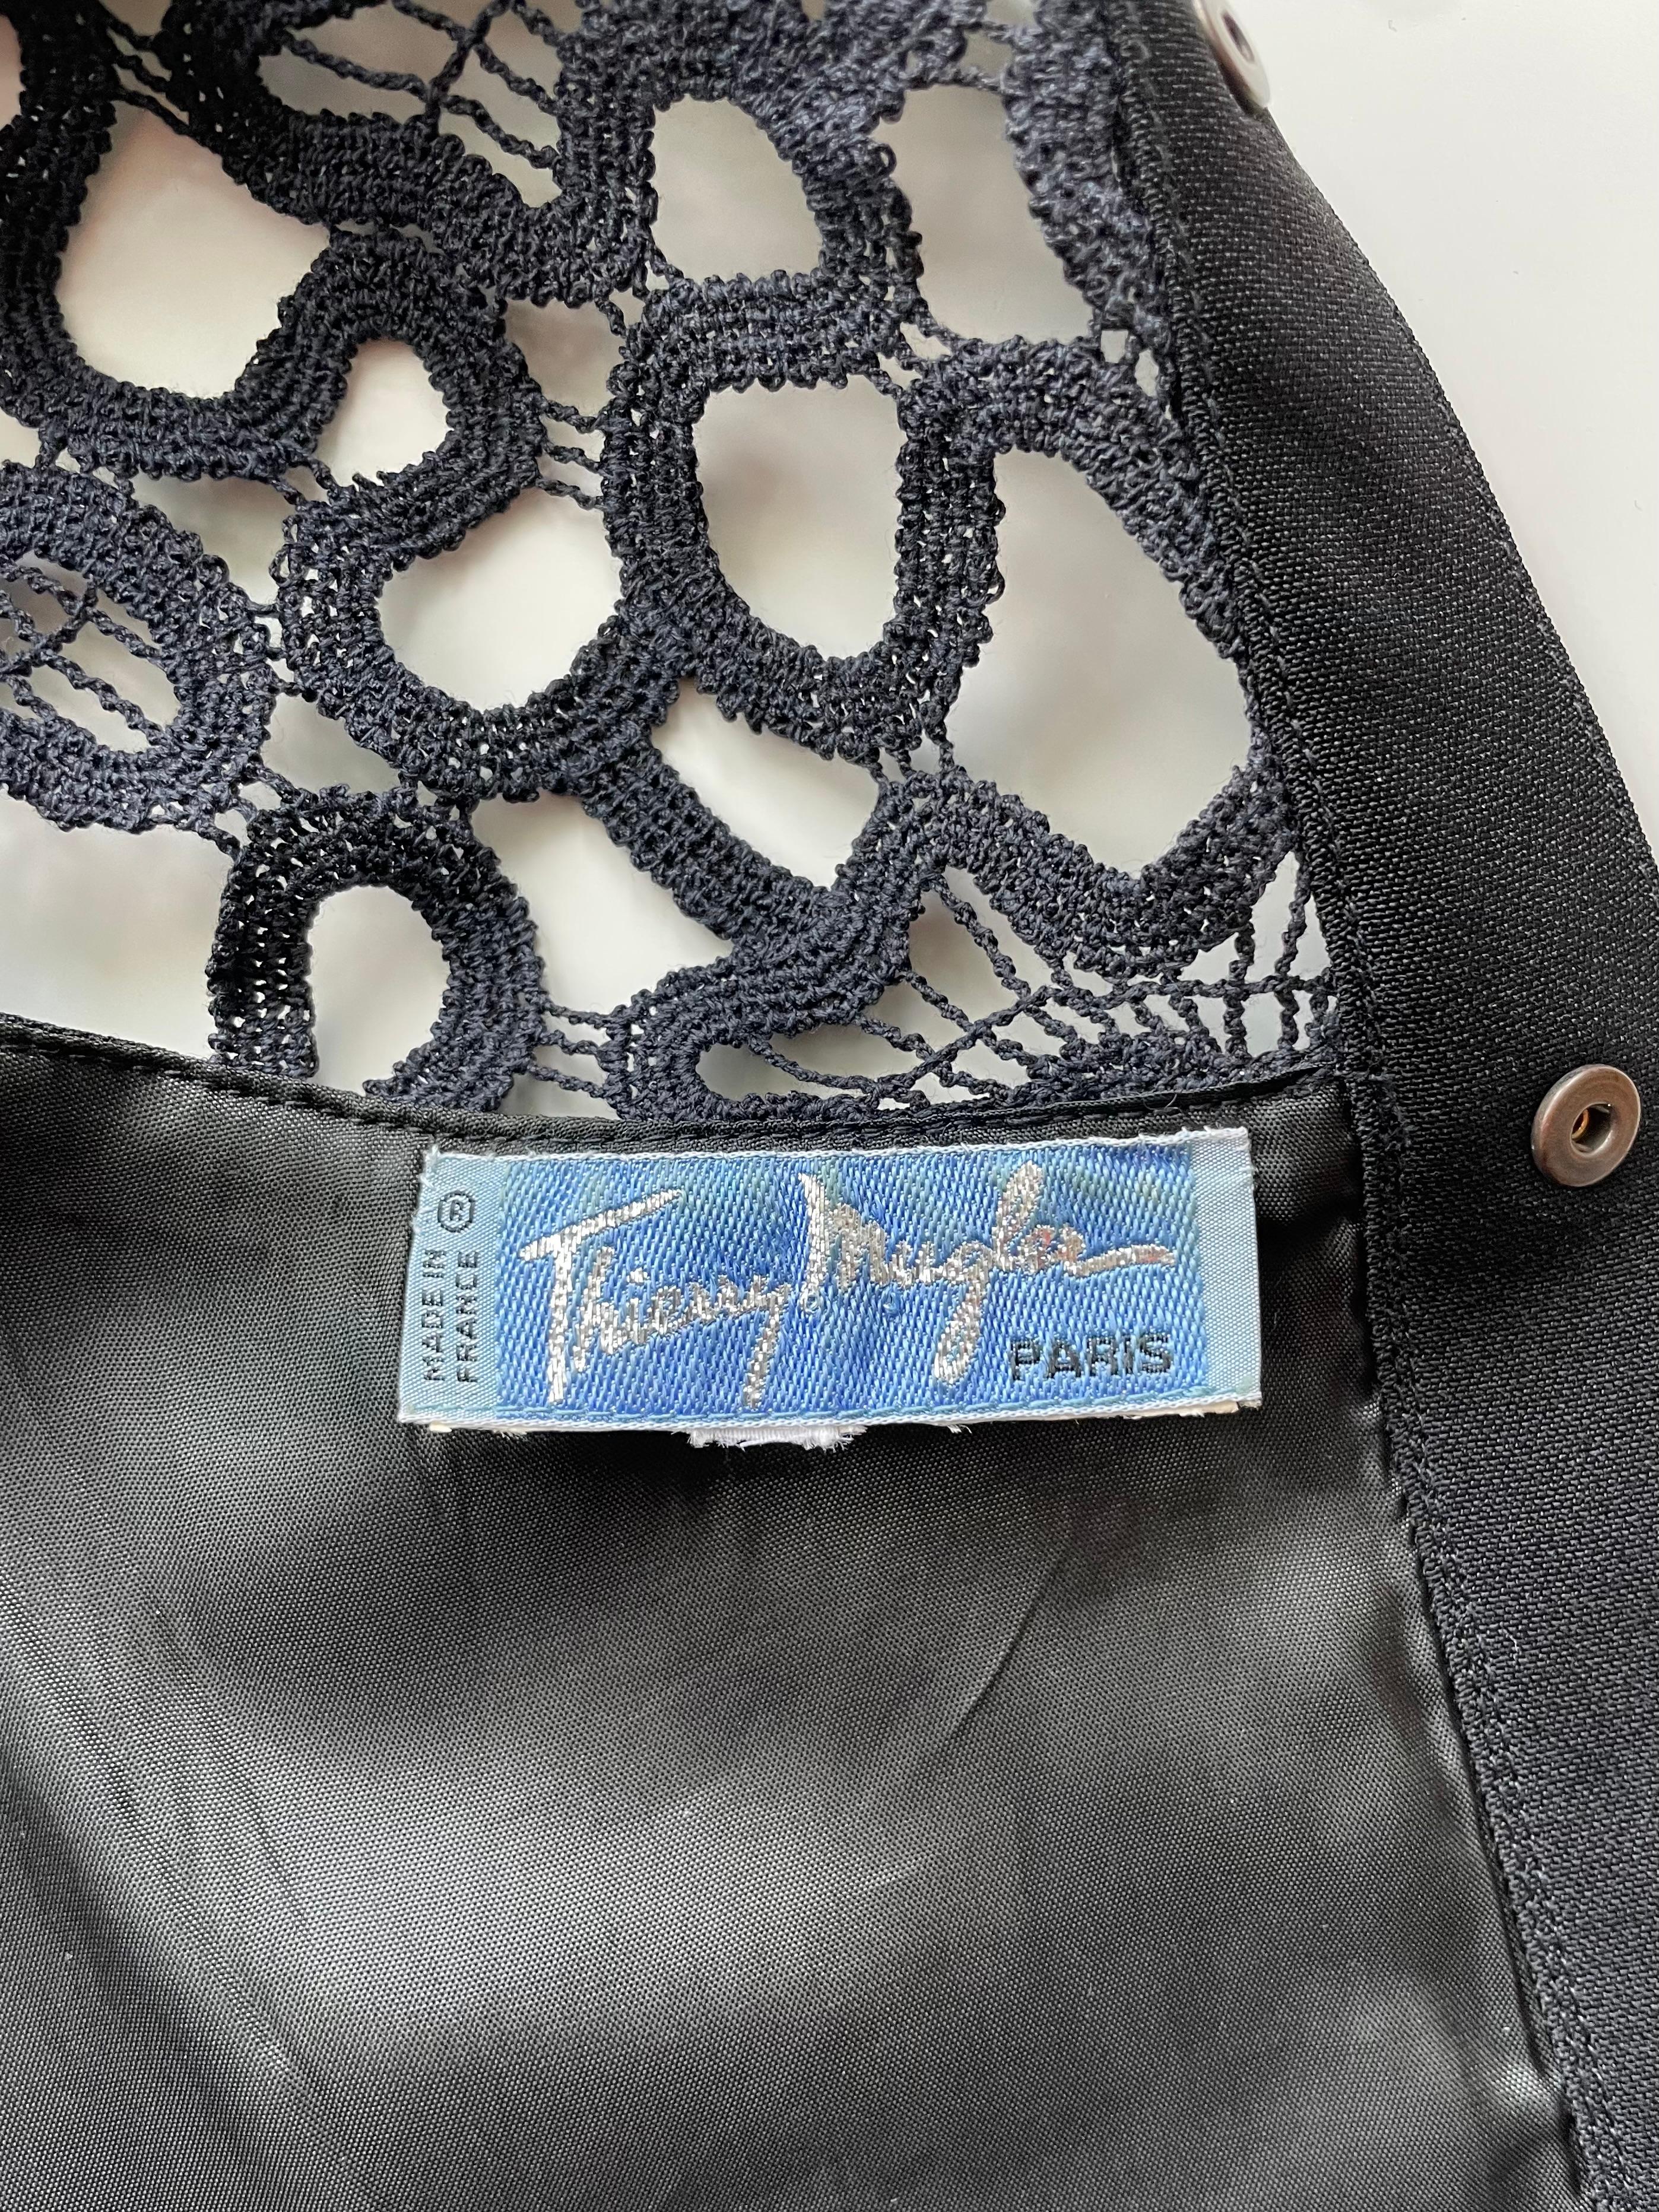 MADE IN ®
FRANCE
Thierry Mugler
PARIS